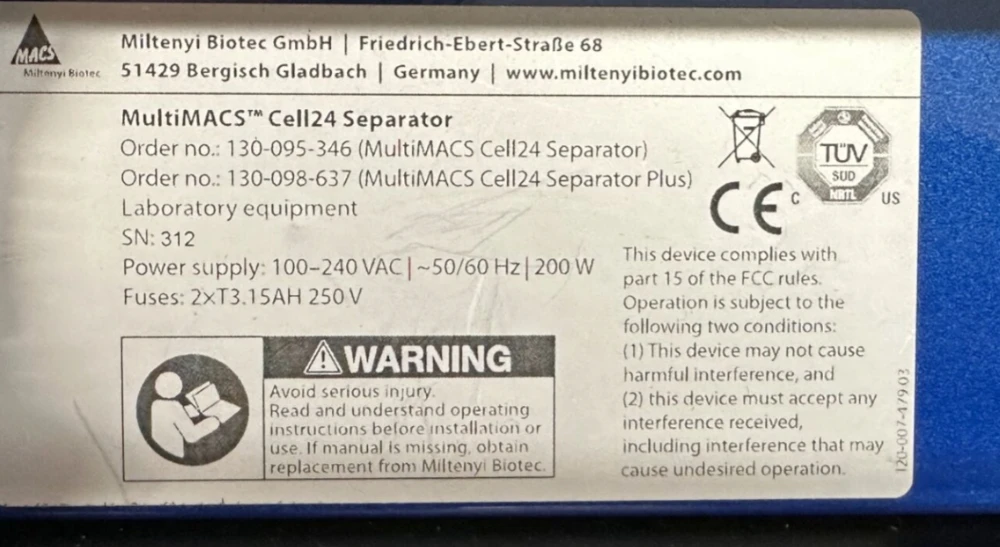 MACS
Miltenyi Biotec
Miltenyi Biotec GmbH | Friedrich-Ebert-Straße 68
51429 Bergisch Gladbach | Germany | www.miltenyibiotec.com
MultiMACS™ Cell24 Separator
Order no.: 130-095-346 (MultiMACS Cell24 Separator)
Order no.: 130-098-637 (MultiMACS Cell24 Separator Plus)
Laboratory equipment
SN: 312
Power supply: 100–240 VAC | ~50/60 Hz | 200 W
Fuses: 2xT3.15AH 250 V
WARNING
Avoid serious injury.
Read and understand operating
instructions before installation or
use. If manual is missing, obtain
replacement from Miltenyi Biotec.
TÜV
SUD
NRTL
C US
CE
This device complies with
part 15 of the FCC rules.
Operation is subject to the
following two conditions:
(1) This device may not cause
harmful interference, and
(2) this device must accept any
interference received,
including interference that may
cause undesired operation.
120-007-479.03